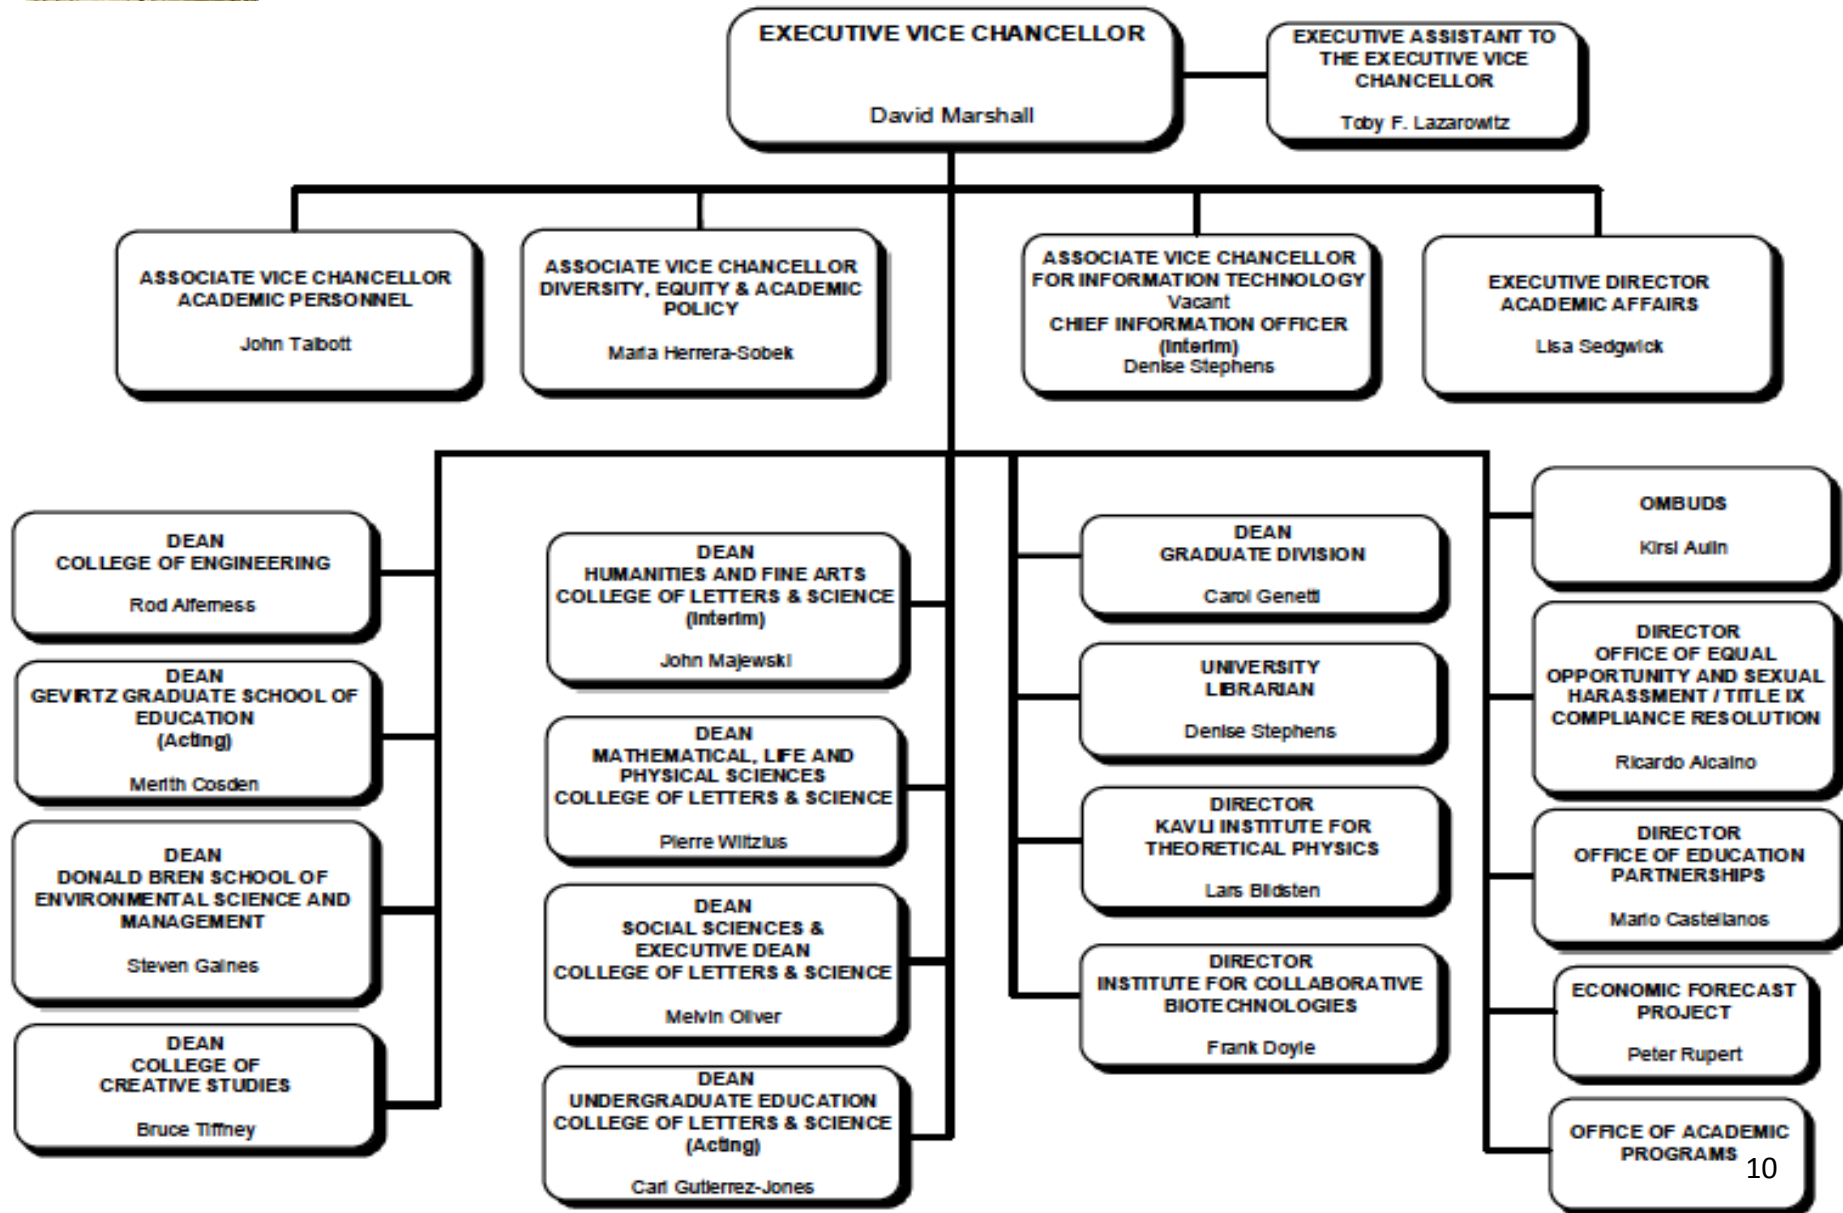 EXECUTIVE VICE CHANCELLOR
David Marshall
EXECUTIVE ASSISTANT TO
THE EXECUTIVE VICE
CHANCELLOR
Toby F. Lazarowitz
ASSOCIATE VICE CHANCELLOR
ACADEMIC PERSONNEL
John Talbott
ASSOCIATE VICE CHANCELLOR
DIVERSITY, EQUITY & ACADEMIC
POLICY
Maria Herrera-Sobek
ASSOCIATE VICE CHANCELLOR
FOR INFORMATION TECHNOLOGY
Vacant
CHIEF INFORMATION OFFICER
(Interim)
Denise Stephens
EXECUTIVE DIRECTOR
ACADEMIC AFFAIRS
Lisa Sedgwick
DEAN
COLLEGE OF ENGINEERING
Rod Alferness
DEAN
GEVIRTZ GRADUATE SCHOOL OF
EDUCATION
(Acting)
Merith Cosden
DEAN
DONALD BREN SCHOOL OF
ENVIRONMENTAL SCIENCE AND
MANAGEMENT
Steven Gaines
DEAN
COLLEGE OF
CREATIVE STUDIES
Bruce Tiffney
DEAN
HUMANITIES AND FINE ARTS
COLLEGE OF LETTERS & SCIENCE
(Interim)
John Majewski
DEAN
MATHEMATICAL, LIFE AND
PHYSICAL SCIENCES
COLLEGE OF LETTERS & SCIENCE
Pierre Wiltzius
DEAN
SOCIAL SCIENCES &
EXECUTIVE DEAN
COLLEGE OF LETTERS & SCIENCE
Melvin Oliver
DEAN
UNDERGRADUATE EDUCATION
COLLEGE OF LETTERS & SCIENCE
(Acting)
Carl Gutierrez-Jones
DEAN
GRADUATE DIVISION
Carol Genetti
UNIVERSITY
LIBRARIAN
Denise Stephens
DIRECTOR
KAVLI INSTITUTE FOR
THEORETICAL PHYSICS
Lars Bildsten
DIRECTOR
INSTITUTE FOR COLLABORATIVE
BIOTECHNOLOGIES
Frank Doyle
OMBUDS
Kirsi Aulin
DIRECTOR
OFFICE OF EQUAL
OPPORTUNITY AND SEXUAL
HARASSMENT / TITLE IX
COMPLIANCE RESOLUTION
Ricardo Alcaino
DIRECTOR
OFFICE OF EDUCATION
PARTNERSHIPS
Mario Castellanos
ECONOMIC FORECAST
PROJECT
Peter Rupert
OFFICE OF ACADEMIC
PROGRAMS
10